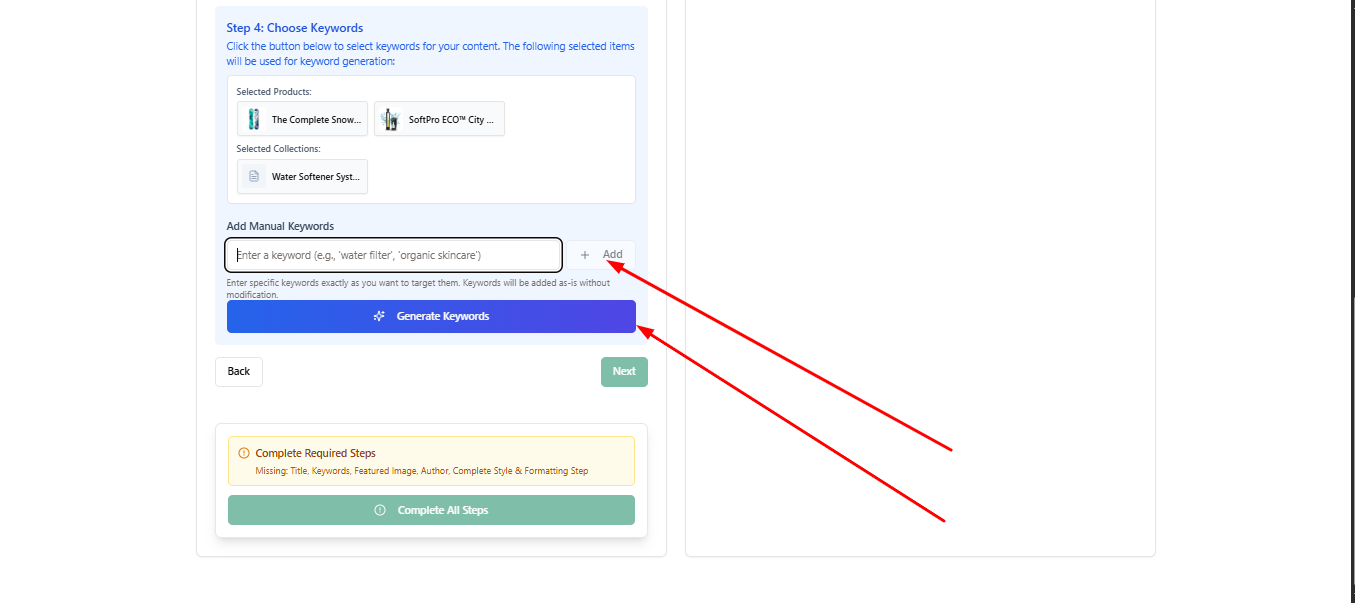 Step 4: Choose Keywords
Click the button below to select keywords for your content. The following selected items
will be used for keyword generation:
Selected Products:
The Complete Snow...
SoftPro ECO™ City ...
Selected Collections:
Water Softener Syst...
Add Manual Keywords
Enter a keyword (e.g., 'water filter', 'organic skincare')
Add
Enter specific keywords exactly as you want to target them. Keywords will be added as-is without
modification.
Generate Keywords
Back
Next
Complete Required Steps
Missing: Title, Keywords, Featured Image, Author, Complete Style & Formatting Step
Complete All Steps